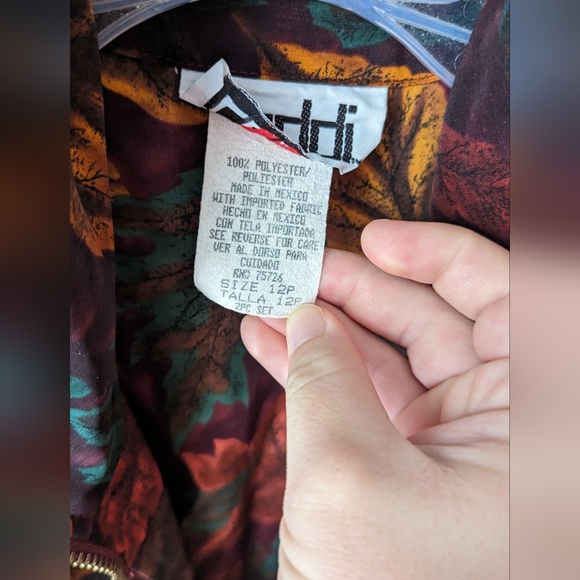 ddi
100% POLYESTER/
POLIESTER
MADE IN MEXICO
WITH IMPORTED FABRIC
HECHO EN MEXICO
CON TELA IMPORTADA
SEE REVERSE FOR CARE
VER AL DORSO PARA
CUIDADO
RN# 75726
SIZE 12P
TALLA 12P
2PC SET